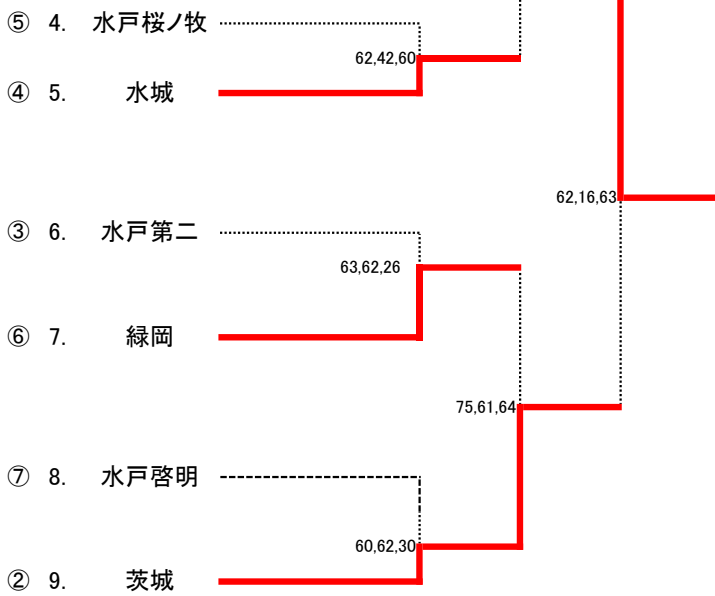 ⑤ 4. 水戸桜ノ牧
62,42,60
④ 5. 水城
62,16,63
③ 6. 水戸第二
63,62,26
⑥ 7. 緑岡
75,61,64
⑦ 8. 水戸啓明
60,62,30
② 9. 茨城